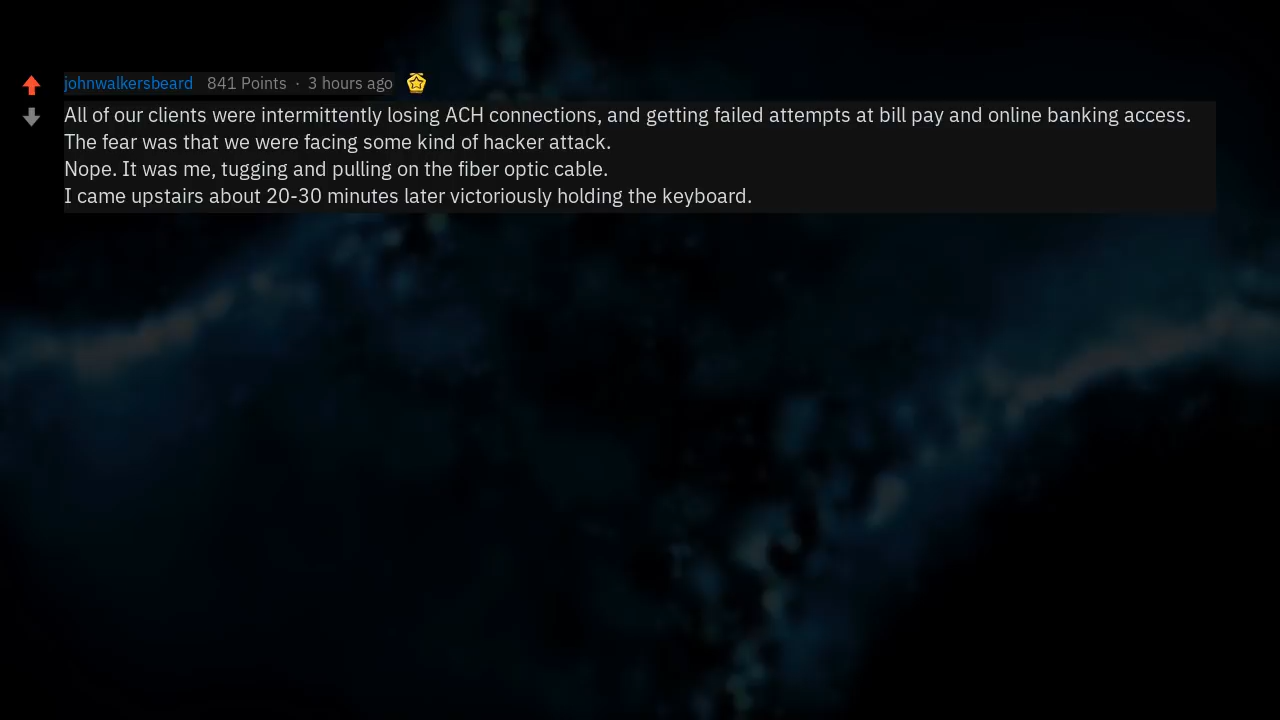 johnwalkersbeard 841 Points · 3 hours ago
All of our clients were intermittently losing ACH connections, and getting failed attempts at bill pay and online banking access.
The fear was that we were facing some kind of hacker attack.
Nope. It was me, tugging and pulling on the fiber optic cable.
I came upstairs about 20-30 minutes later victoriously holding the keyboard.